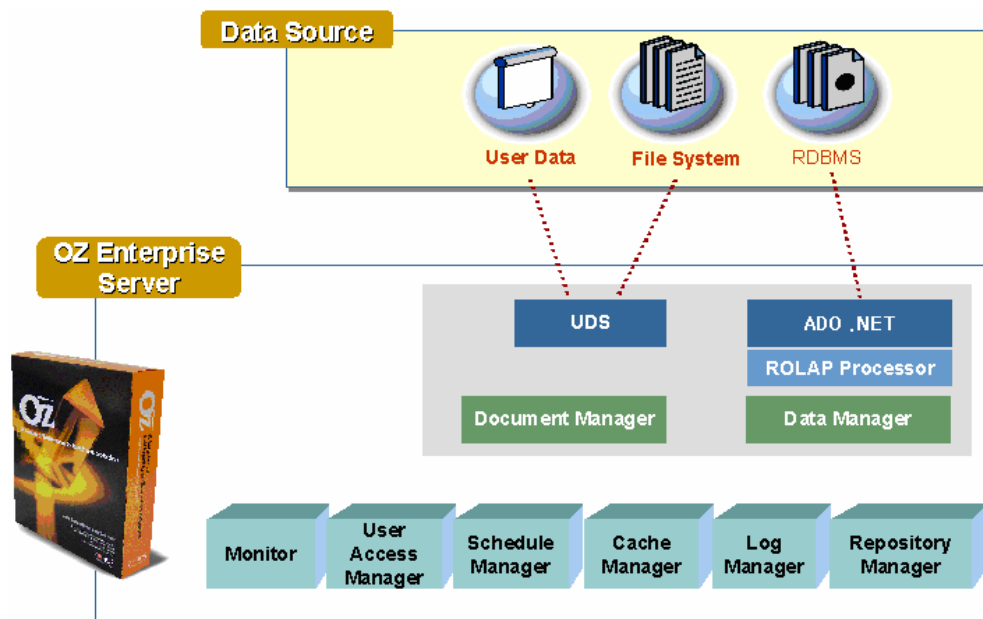 Data Source
User Data
File System
RDBMS
OZ Enterprise
Server
UDS
ADO .NET
ROLAP Processor
Document Manager
Data Manager
OZ
Monitor
User
Access
Manager
Schedule
Manager
Cache
Manager
Log
Manager
Repository
Manager